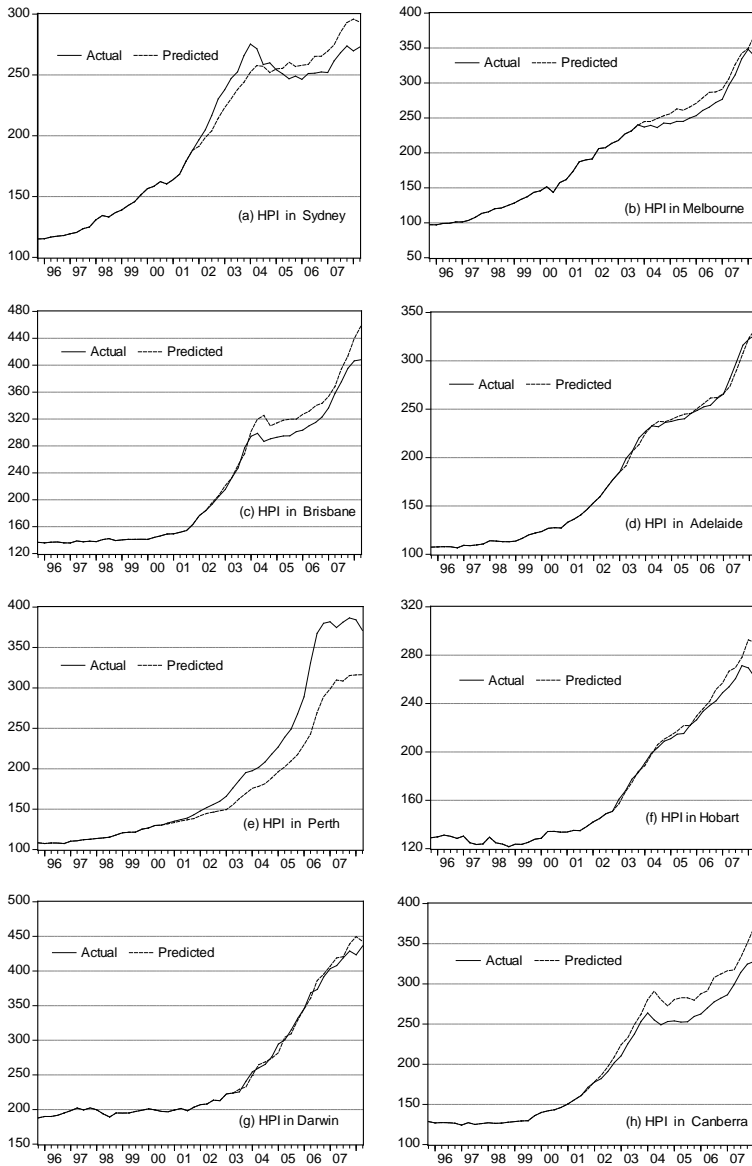 300
250
200
150
100
Actual Predicted
(a) HPI in Sydney
96 97 98 99 00 01 02 03 04 05 06 07
400
350
300
250
200
150
100
50
Actual Predicted
(b) HPI in Melbourne
96 97 98 99 00 01 02 03 04 05 06 07
480
440
400
360
320
280
240
200
160
120
Actual Predicted
(c) HPI in Brisbane
96 97 98 99 00 01 02 03 04 05 06 07
350
300
250
200
150
100
Actual Predicted
(d) HPI in Adelaide
96 97 98 99 00 01 02 03 04 05 06 07
400
350
300
250
200
150
100
Actual Predicted
(e) HPI in Perth
96 97 98 99 00 01 02 03 04 05 06 07
320
280
240
200
160
120
Actual Predicted
(f) HPI in Hobart
96 97 98 99 00 01 02 03 04 05 06 07
500
450
400
350
300
250
200
150
Actual Predicted
(g) HPI in Darwin
96 97 98 99 00 01 02 03 04 05 06 07
400
350
300
250
200
150
100
Actual Predicted
(h) HPI in Canberra
96 97 98 99 00 01 02 03 04 05 06 07